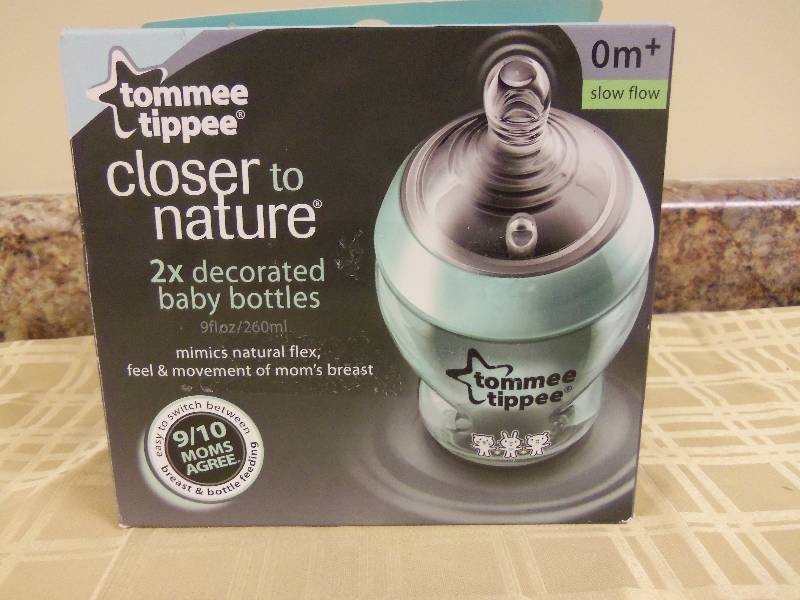 tommee
tippee®
closer to
nature®
2x decorated
baby bottles
9floz/260ml
mimics natural flex,
feel & movement of mom's breast
easy to switch between
9/10
MOMS
AGREE.
breast & bottle feeding
0m+
slow flow
tommee
tippee®